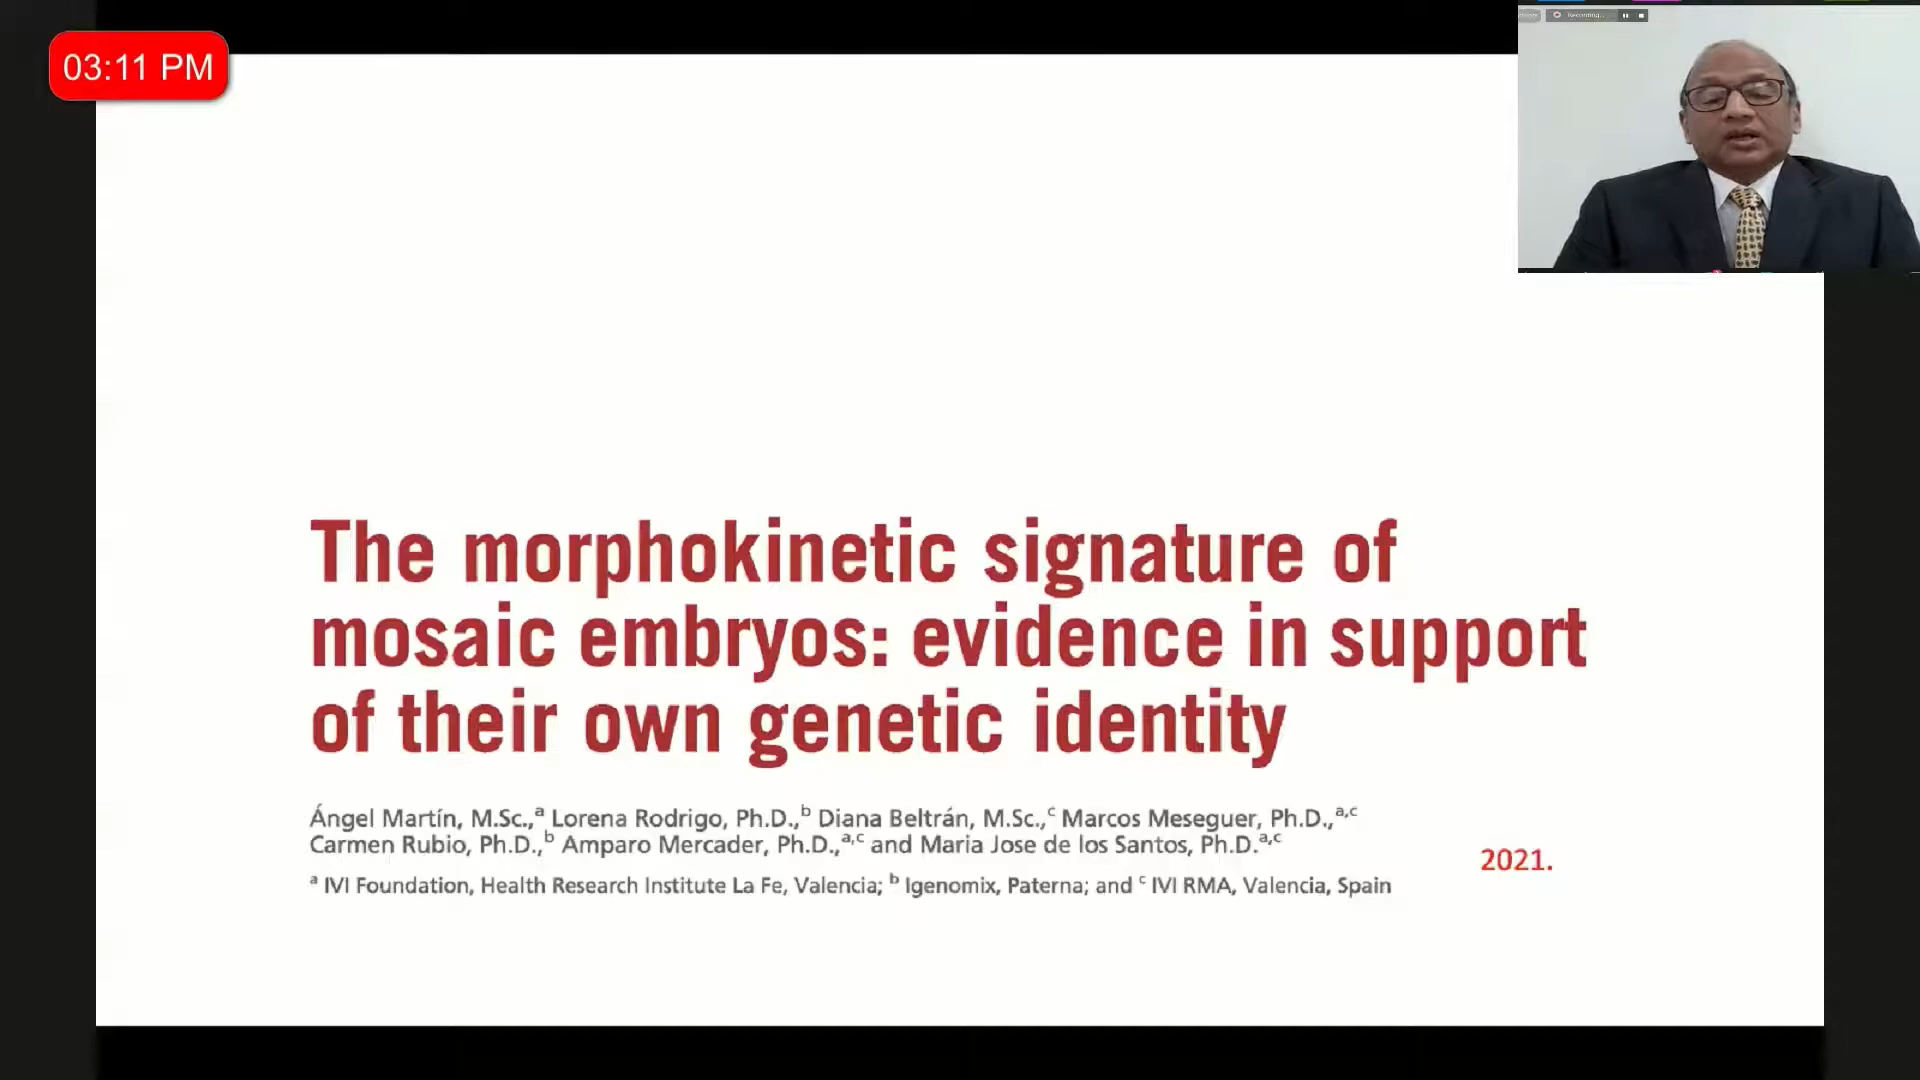 03:11 PM
Recording...
The morphokinetic signature of
mosaic embryos: evidence in support
of their own genetic identity
Ángel Martín, M.Sc.,ᵃ Lorena Rodrigo, Ph.D.,ᵇ Diana Beltrán, M.Sc.,ᶜ Marcos Meseguer, Ph.D.,ᵃ,ᶜ
Carmen Rubio, Ph.D.,ᵇ Amparo Mercader, Ph.D.,ᵃ,ᶜ and Maria Jose de los Santos, Ph.D.ᵃ,ᶜ
2021.
ᵃ IVI Foundation, Health Research Institute La Fe, Valencia; ᵇ Igenomix, Paterna; and ᶜ IVI RMA, Valencia, Spain